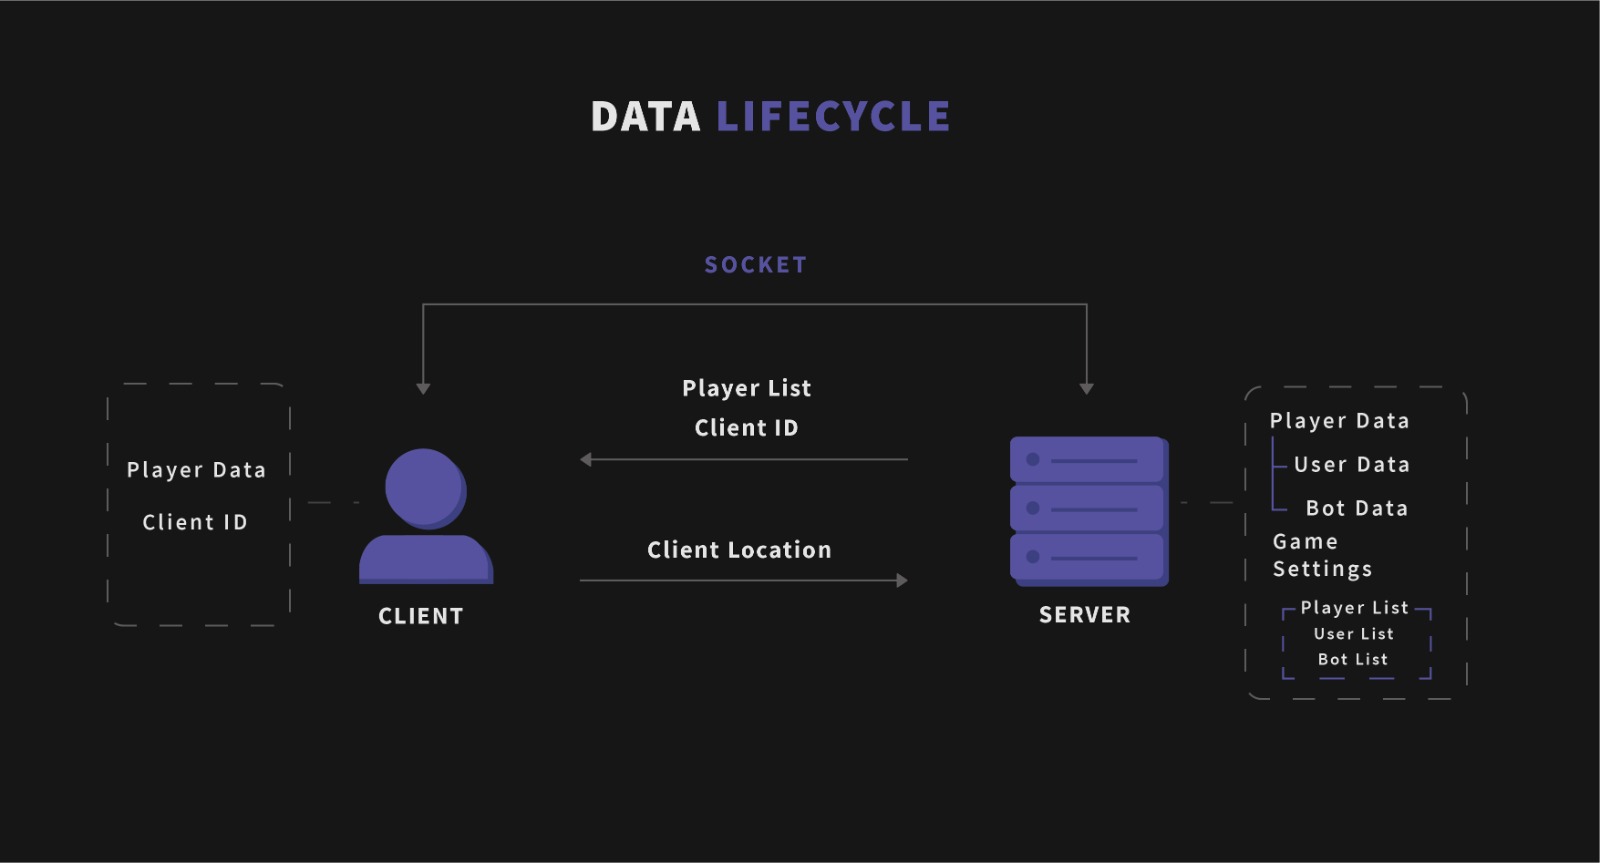 DATA LIFECYCLE
SOCKET
Player List
Client ID
Client Location
Player Data
Client ID
CLIENT
SERVER
Player Data
User Data
Bot Data
Game
Settings
Player List
User List
Bot List